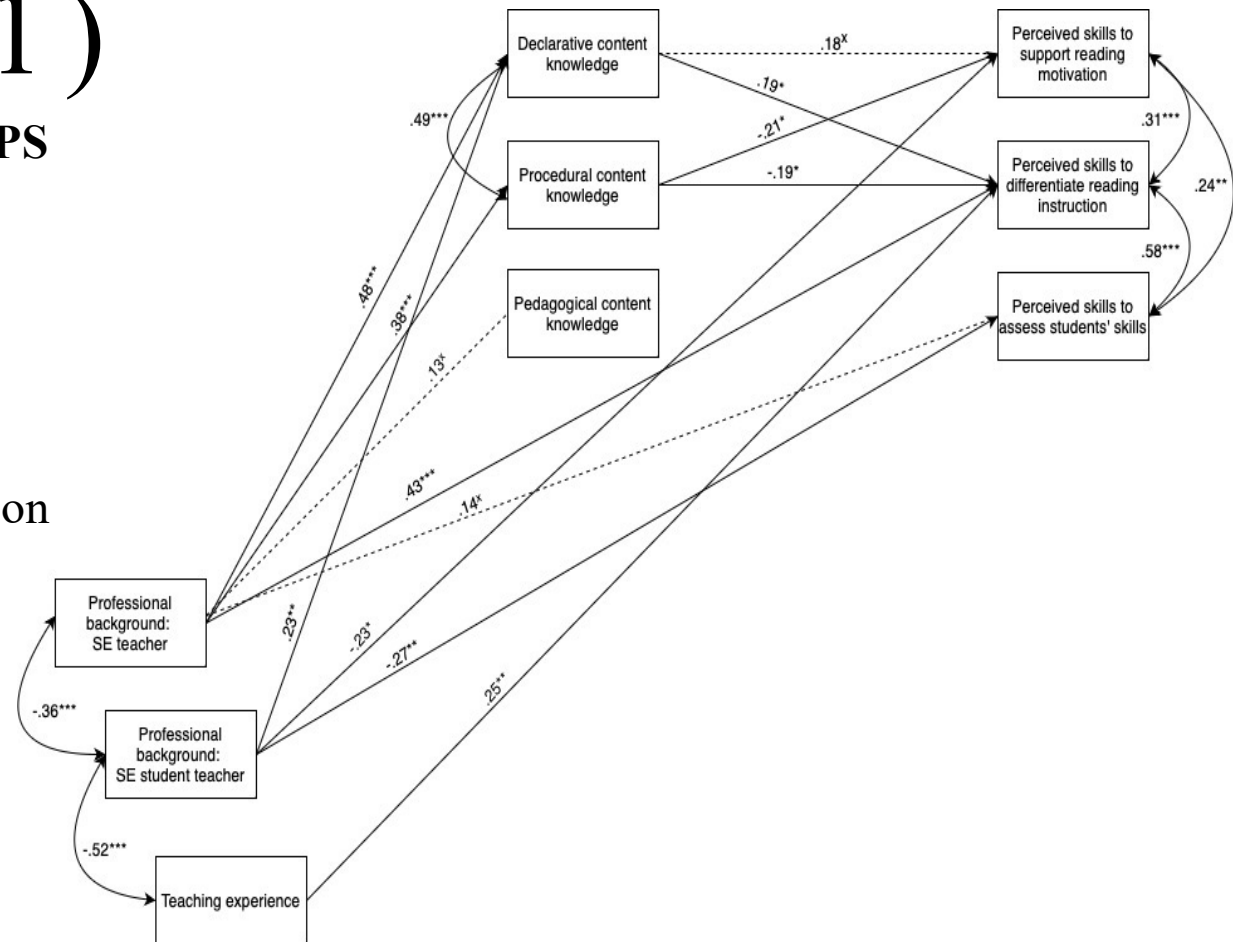 1 )
PS
on
Declarative content
knowledge
Procedural content
knowledge
Pedagogical content
knowledge
Perceived skills to
support reading
motivation
Perceived skills to
differentiate reading
instruction
Perceived skills to
assess students' skills
Professional
background:
SE teacher
Professional
background:
SE student teacher
Teaching experience
.18ˣ
.19*
-.21*
-.19*
.49***
.31***
.24**
.58***
.48***
.38***
.13ˣ
.43***
.14ˣ
.23**
-.23*
-.27**
.25**
-.36***
-.52***